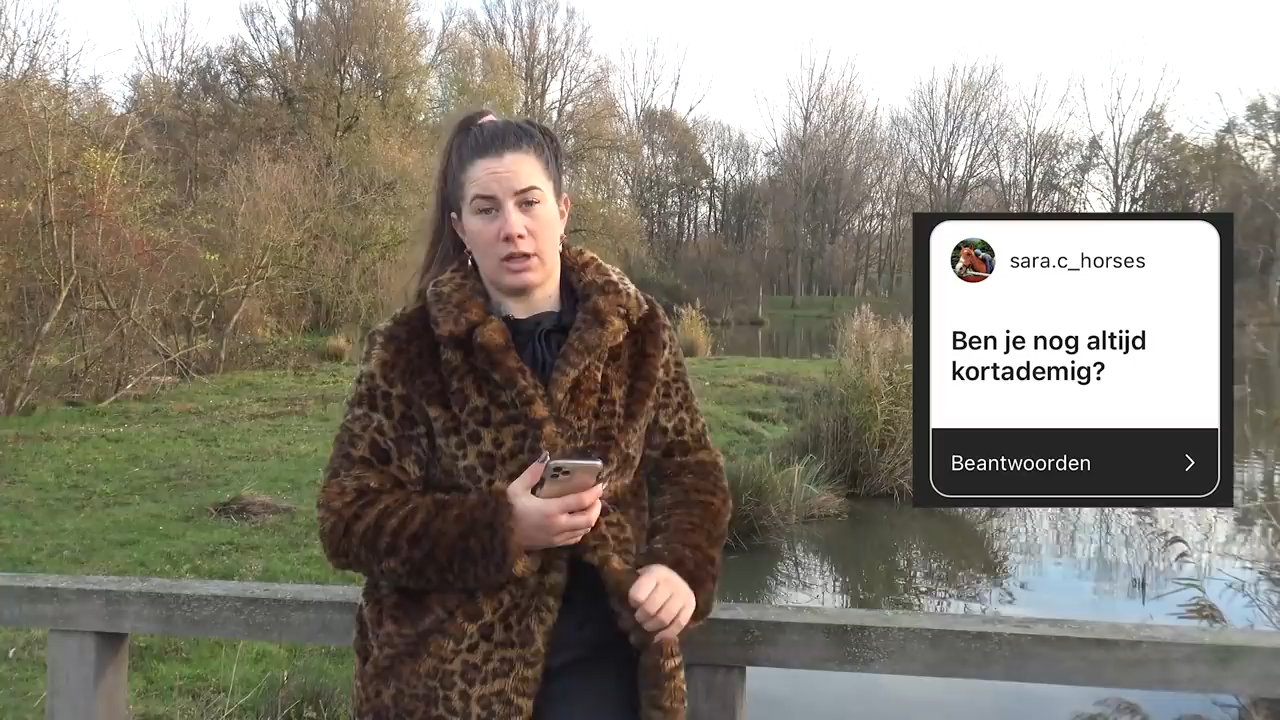 sara.c_horses
Ben je nog altijd
kortademig?
Beantwoorden